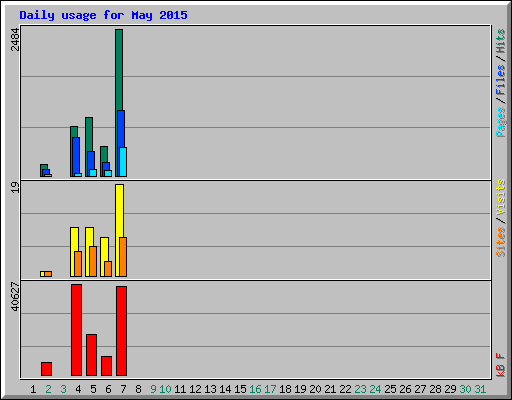 Daily usage for May 2015
2484
Pages/Files/Hits
19
Sites/Visits
40627
kB F
1 2 3 4 5 6 7 8 9 10 11 12 13 14 15 16 17 18 19 20 21 22 23 24 25 26 27 28 29 30 31